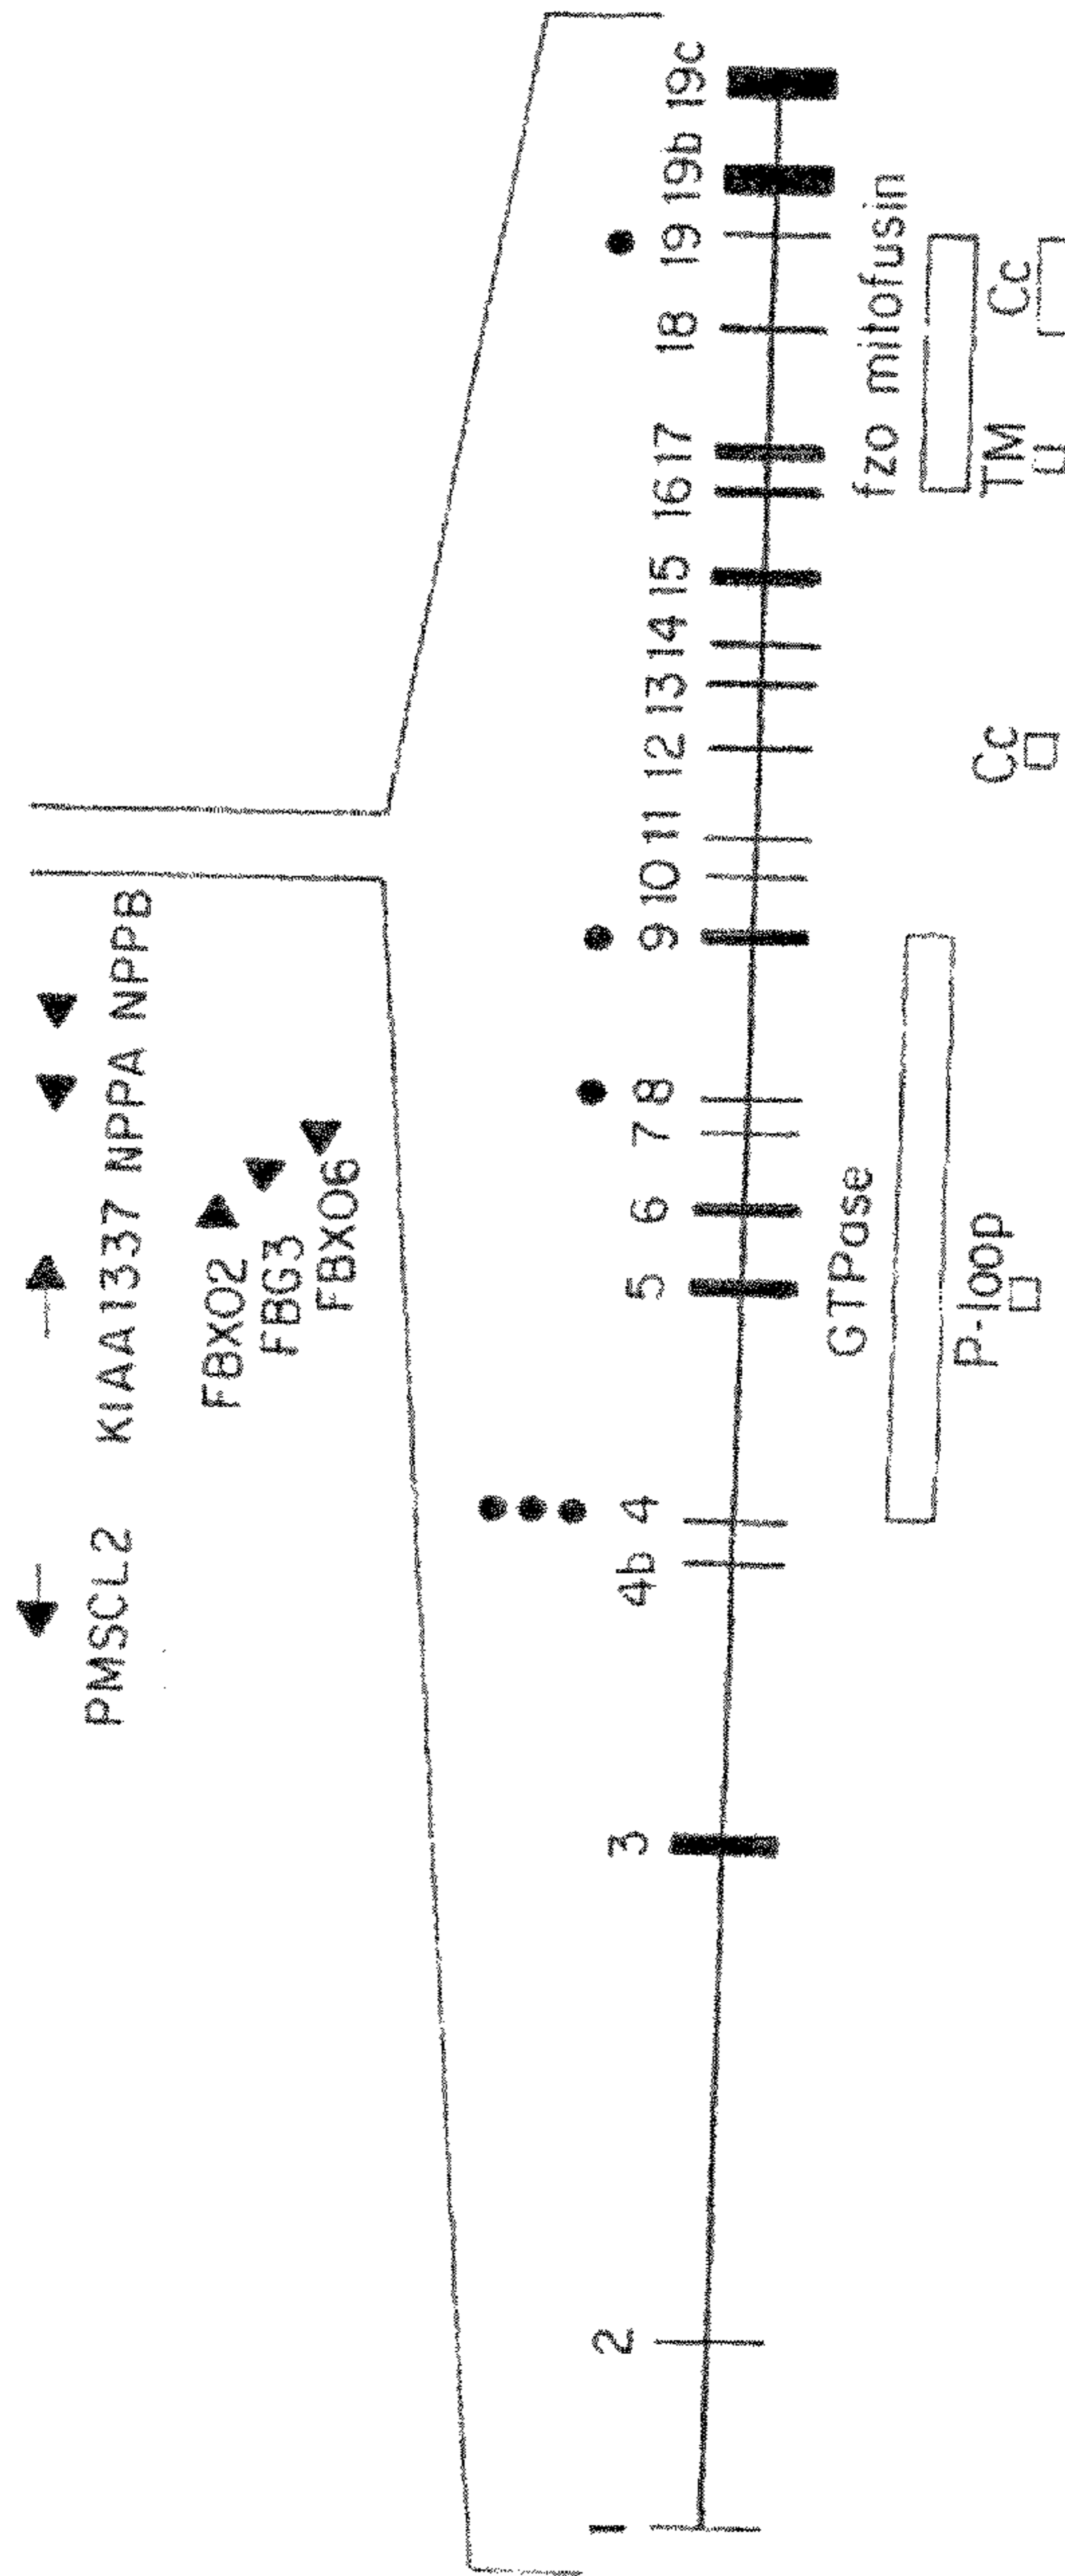 PMSCL2 KIAA1337 NPPA NPPB
FBXO2
FBG3
FBXO6
1 2 3 4b 4 5 6 7 8 9 10 11 12 13 14 15 16 17 18 19 19b 19c
GTPase fzo mitofusin
P-loop Cc TM Cc